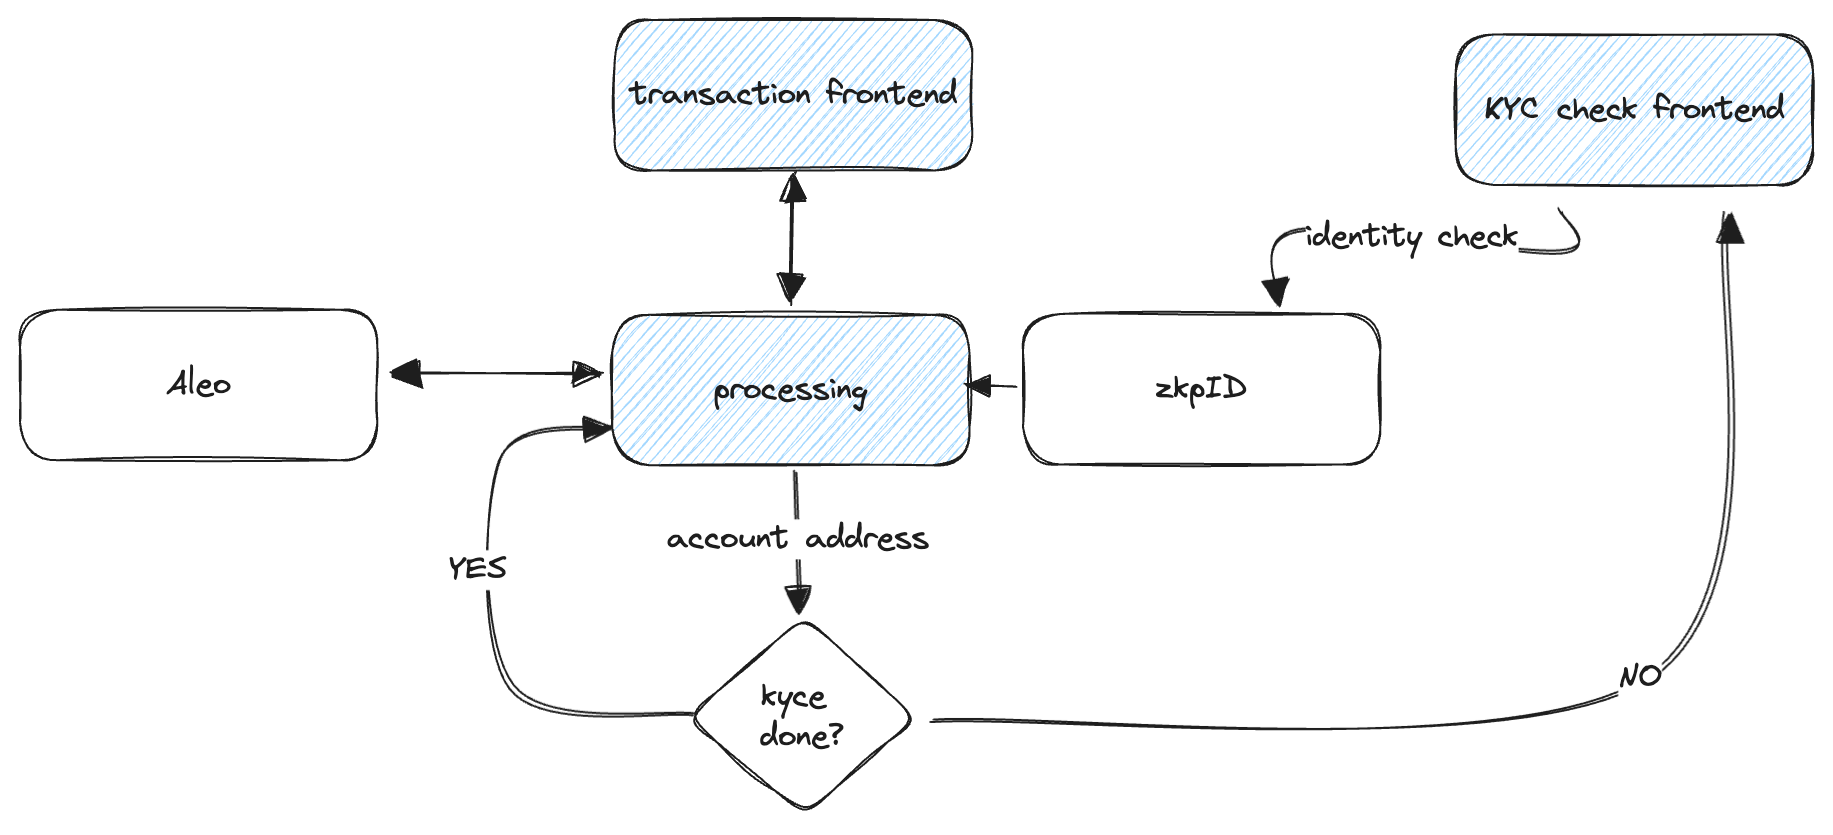 transaction frontend
KYC check frontend
identity check
Aleo
processing
zkpID
account address
YES
kyce
done?
NO